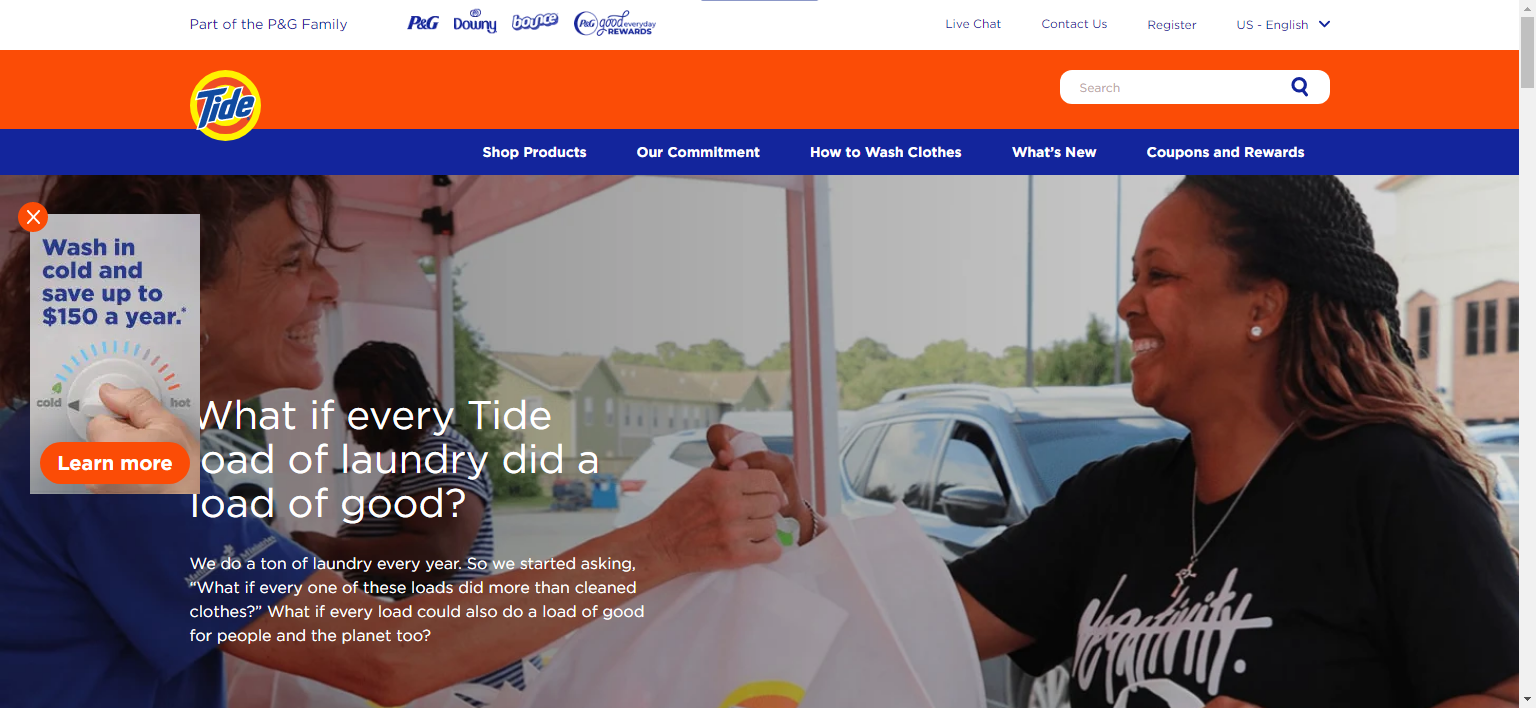 Part of the P&G Family
P&G
Downy
bounce
P&G good everyday
REWARDS
Live Chat
Contact Us
Register
US - English
Tide
Search
Shop Products
Our Commitment
How to Wash Clothes
What's New
Coupons and Rewards
Wash in
cold and
save up to
$150 a year.*
cold
hot
Learn more
What if every Tide
load of laundry did a
load of good?
We do a ton of laundry every year. So we started asking,
“What if every one of these loads did more than cleaned
clothes?” What if every load could also do a load of good
for people and the planet too?